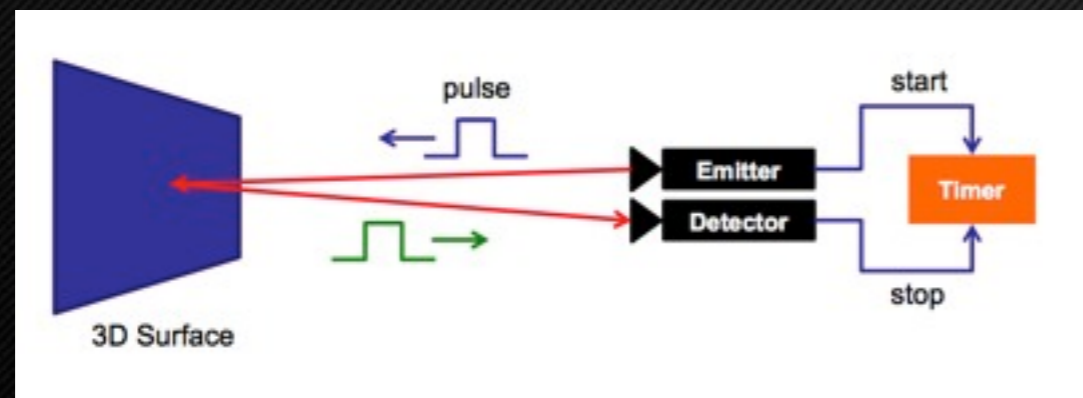 start
pulse
Emitter
Timer
Detector
stop
3D Surface